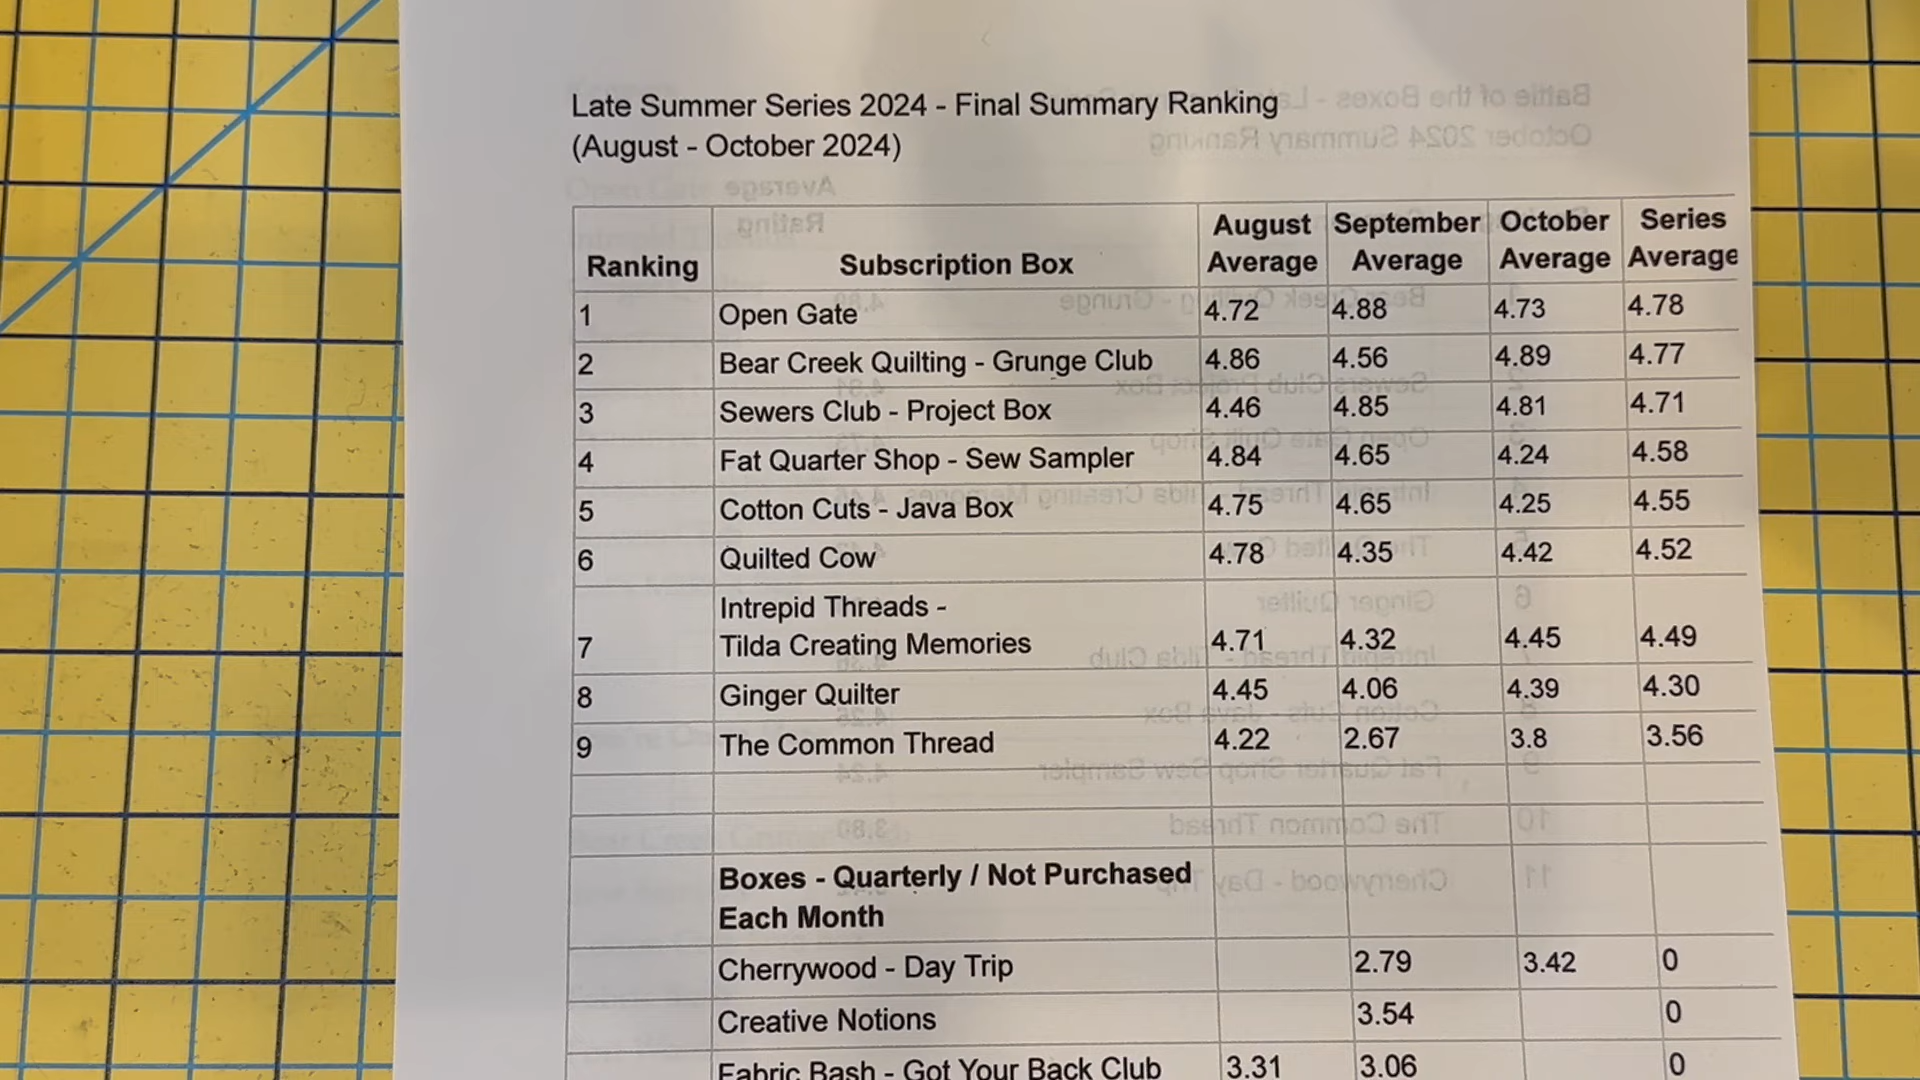 Late Summer Series 2024 - Final Summary Ranking
(August - October 2024)
Ranking Subscription Box August Average September Average October Average Series Average
1 Open Gate 4.72 4.88 4.73 4.78
2 Bear Creek Quilting - Grunge Club 4.86 4.56 4.89 4.77
3 Sewers Club - Project Box 4.46 4.85 4.81 4.71
4 Fat Quarter Shop - Sew Sampler 4.84 4.65 4.24 4.58
5 Cotton Cuts - Java Box 4.75 4.65 4.25 4.55
6 Quilted Cow 4.78 4.35 4.42 4.52
Intrepid Threads -
7 Tilda Creating Memories 4.71 4.32 4.45 4.49
8 Ginger Quilter 4.45 4.06 4.39 4.30
9 The Common Thread 4.22 2.67 3.8 3.56
Boxes - Quarterly / Not Purchased
Each Month
Cherrywood - Day Trip 2.79 3.42 0
Creative Notions 3.54 0
Fabric Bash - Got Your Back Club 3.31 3.06 0